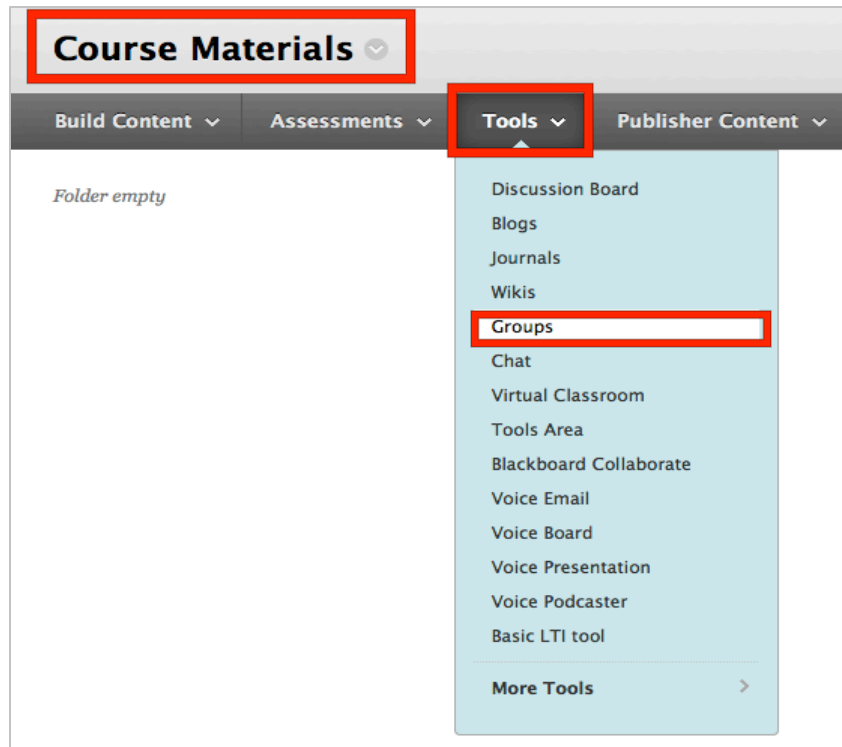 Course Materials
Build Content Assessments Tools Publisher Content
Folder empty
Discussion Board
Blogs
Journals
Wikis
Groups
Chat
Virtual Classroom
Tools Area
Blackboard Collaborate
Voice Email
Voice Board
Voice Presentation
Voice Podcaster
Basic LTI tool
More Tools